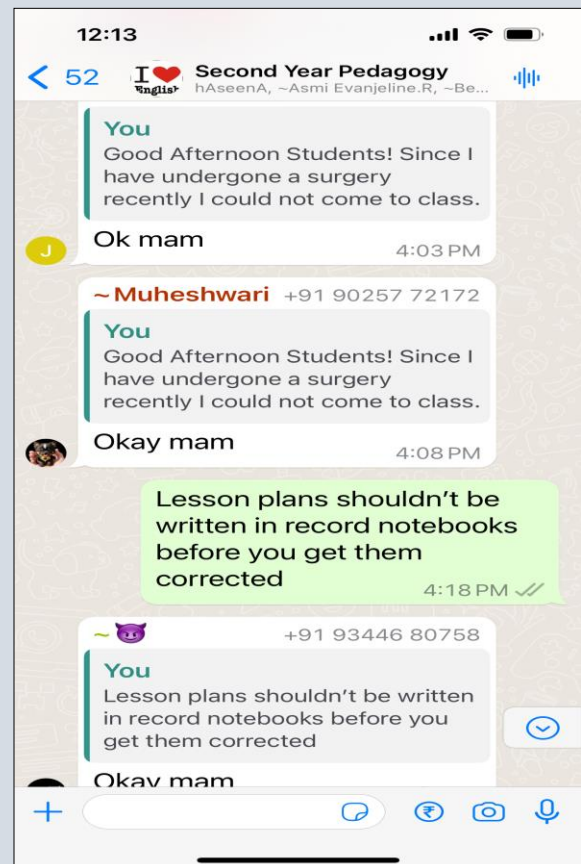 12:13
52
I ❤ English
Second Year Pedagogy
hAseenA, ~Asmi Evanjeline.R, ~Be...
You
Good Afternoon Students! Since I
have undergone a surgery
recently I could not come to class.
J
Ok mam
4:03 PM
~Muheshwari +91 90257 72172
You
Good Afternoon Students! Since I
have undergone a surgery
recently I could not come to class.
Okay mam
4:08 PM
Lesson plans shouldn't be
written in record notebooks
before you get them
corrected
4:18 PM
~😈 +91 93446 80758
You
Lesson plans shouldn't be written
in record notebooks before you
get them corrected
Okay mam
₹